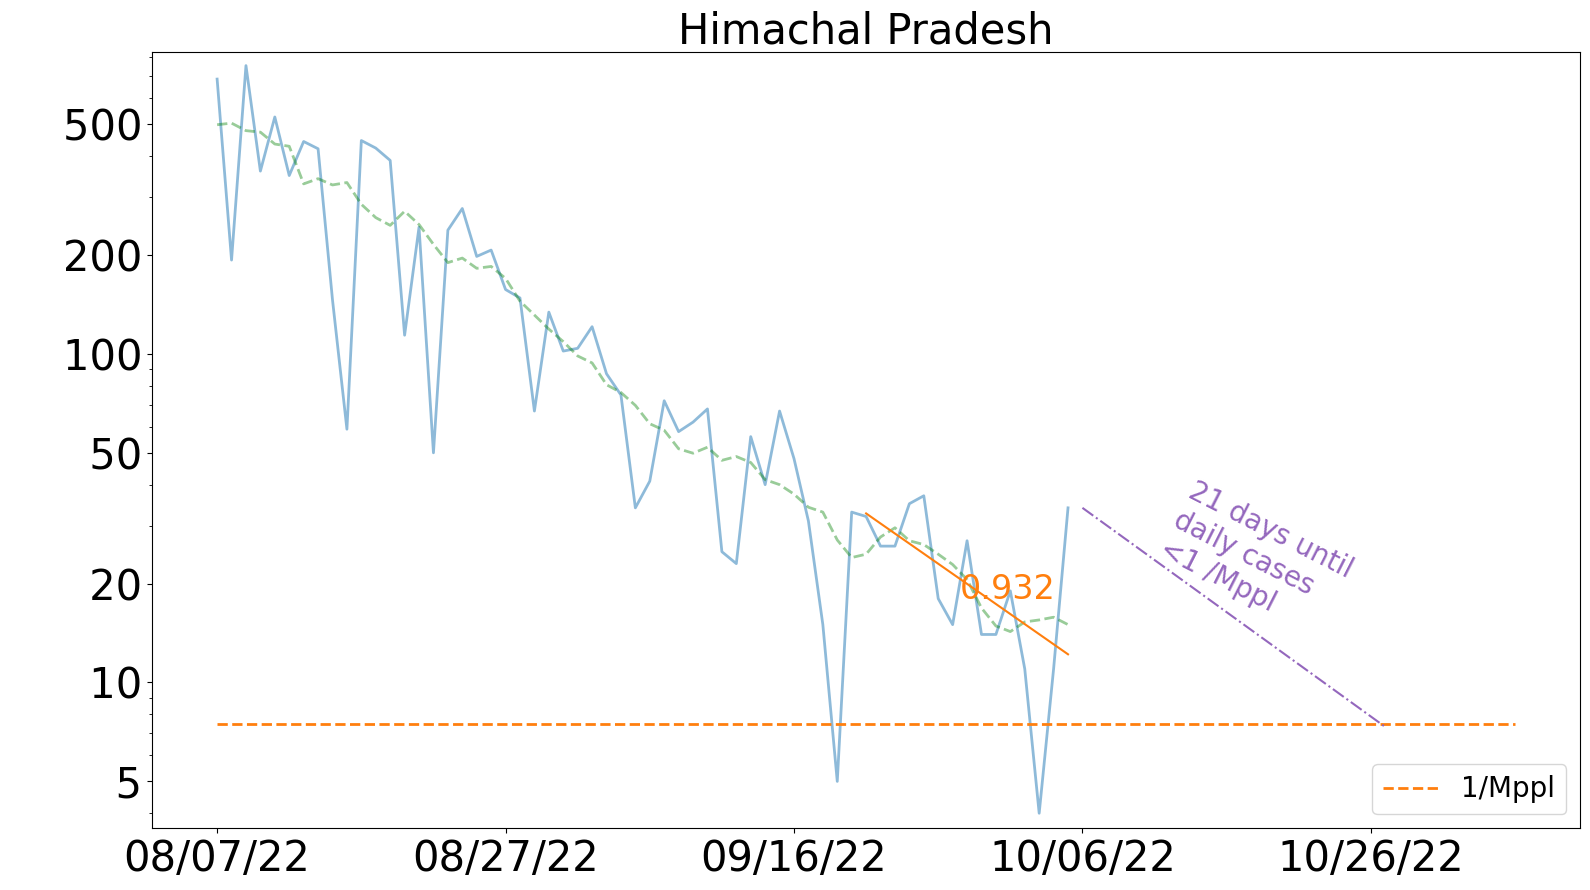 Himachal Pradesh
500
200
100
50
20
10
5
0.932
21 days until
daily cases
<1 /Mppl
1/Mppl
08/07/22
08/27/22
09/16/22
10/06/22
10/26/22